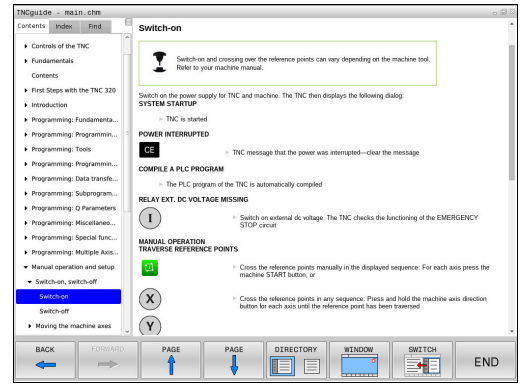 TNCguide - main.chm
Contents Index Find
Controls of the TNC
Fundamentals
Contents
First Steps with the TNC 320
Introduction
Programming: Fundamenta...
Programming: Programmin...
Programming: Tools
Programming: Programmin...
Programming: Data transfe...
Programming: Subprogram...
Programming: Q Parameters
Programming: Miscellaneo...
Programming: Special func...
Programming: Multiple Axis...
Manual operation and setup
Switch-on, switch-off
Switch-on
Switch-off
Moving the machine axes
Switch-on
Switch-on and crossing over the reference points can vary depending on the machine tool.
Refer to your machine manual.
Switch on the power supply for TNC and machine. The TNC then displays the following dialog:
SYSTEM STARTUP
TNC is started
POWER INTERRUPTED
CE
TNC message that the power was interrupted—clear the message
COMPILE A PLC PROGRAM
The PLC program of the TNC is automatically compiled
RELAY EXT. DC VOLTAGE MISSING
I
Switch on external dc voltage. The TNC checks the functioning of the EMERGENCY
STOP circuit
MANUAL OPERATION
TRAVERSE REFERENCE POINTS
Cross the reference points manually in the displayed sequence: For each axis press the
machine START button, or
X
Cross the reference points in any sequence: Press and hold the machine axis direction
button for each axis until the reference point has been traversed
Y
BACK FORWARD PAGE PAGE DIRECTORY WINDOW SWITCH END